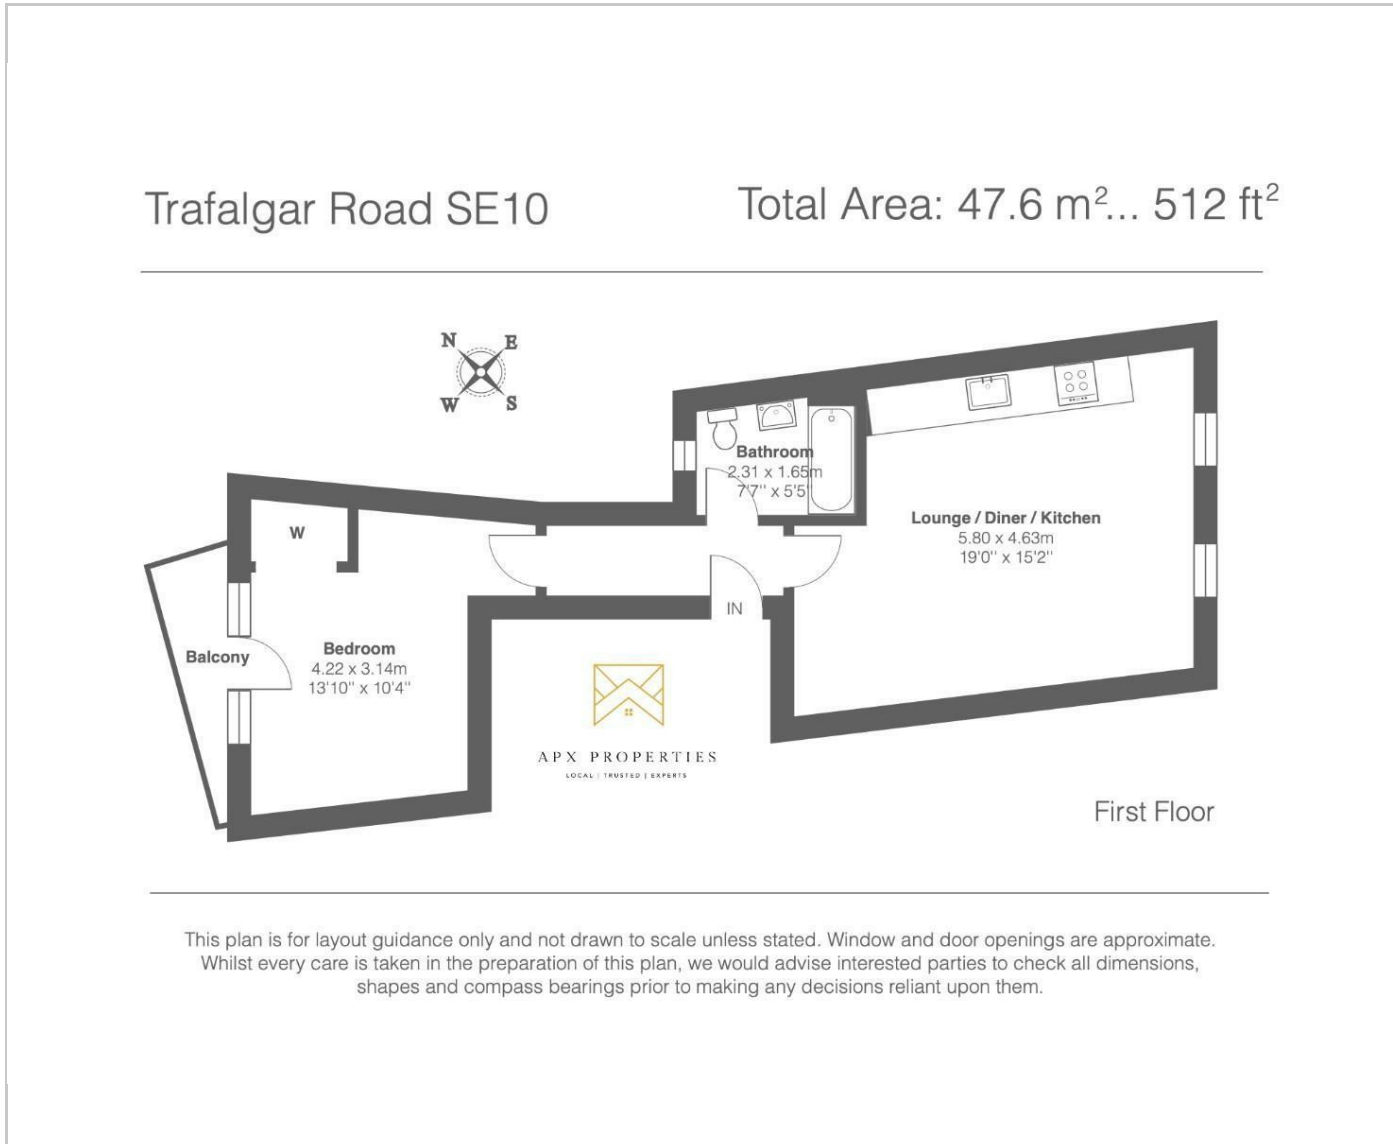 Trafalgar Road SE10
Total Area: 47.6 m²... 512 ft²
N
E
W
S
Bathroom
2.31 x 1.65m
7'7" x 5'5"
Lounge / Diner / Kitchen
5.80 x 4.63m
19'0'' x 15'2''
W
IN
Balcony
Bedroom
4.22 x 3.14m
13'10'' x 10'4''
APX PROPERTIES
LOCAL | TRUSTED | EXPERTS
First Floor
This plan is for layout guidance only and not drawn to scale unless stated. Window and door openings are approximate.
Whilst every care is taken in the preparation of this plan, we would advise interested parties to check all dimensions,
shapes and compass bearings prior to making any decisions reliant upon them.